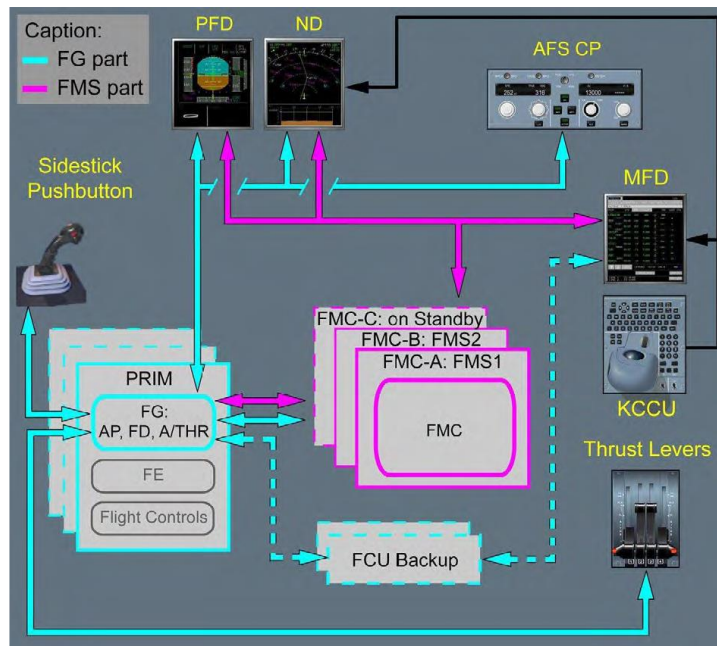 Caption:
FG part
FMS part
PFD
ND
AFS CP
Sidestick
Pushbutton
MFD
FMC-C: on Standby
FMC-B: FMS2
FMC-A: FMS1
FMC
PRIM
FG:
AP, FD, A/THR
FE
Flight Controls
KCCU
Thrust Levers
FCU Backup